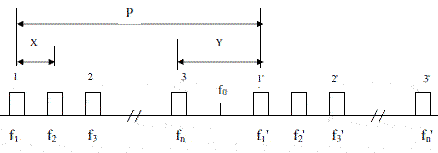 P
X Y
1 2 3 1' 2' 3'
f0
f1 f2 f3 fn f1' f2' f3' fn'